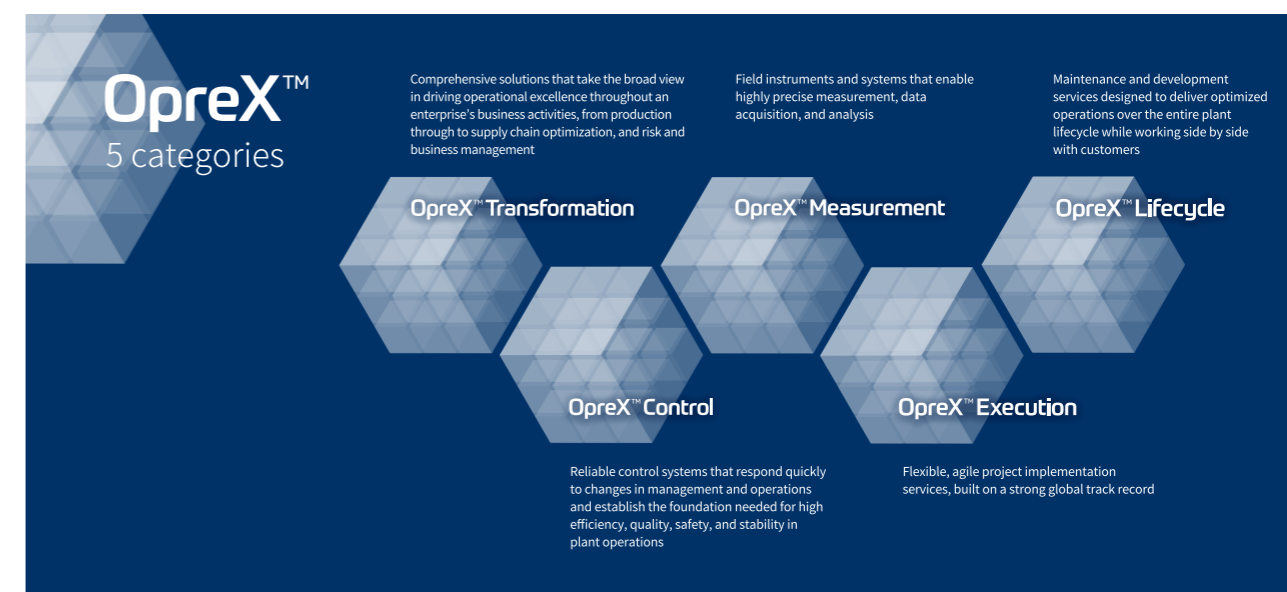 OpreX™
5 categories
Comprehensive solutions that take the broad view
in driving operational excellence throughout an
enterprise's business activities, from production
through to supply chain optimization, and risk and
business management
OpreX™ Transformation
Field instruments and systems that enable
highly precise measurement, data
acquisition, and analysis
OpreX™ Measurement
Maintenance and development
services designed to deliver optimized
operations over the entire plant
lifecycle while working side by side
with customers
OpreX™ Lifecycle
OpreX™ Control
Reliable control systems that respond quickly
to changes in management and operations
and establish the foundation needed for high
efficiency, quality, safety, and stability in
plant operations
OpreX™ Execution
Flexible, agile project implementation
services, built on a strong global track record